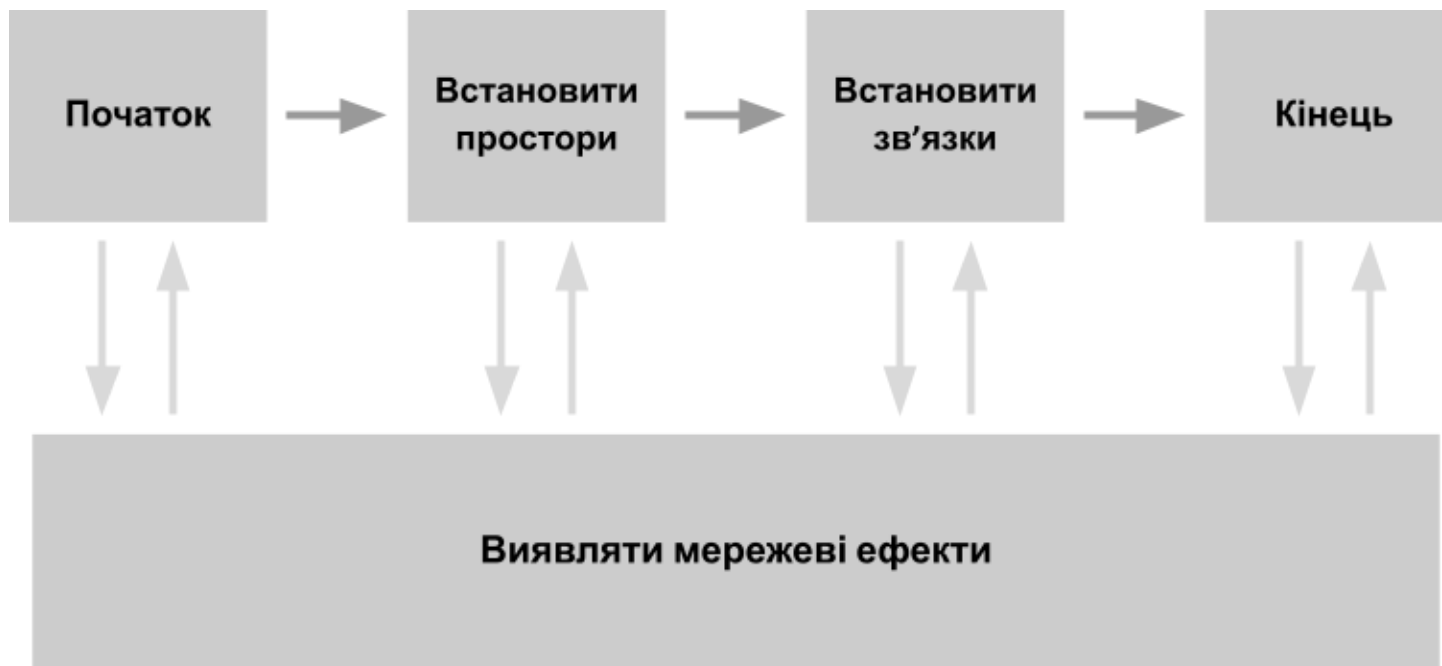 Початок
Встановити
простори
Встановити
зв’язки
Кінець
Виявляти мережеві ефекти